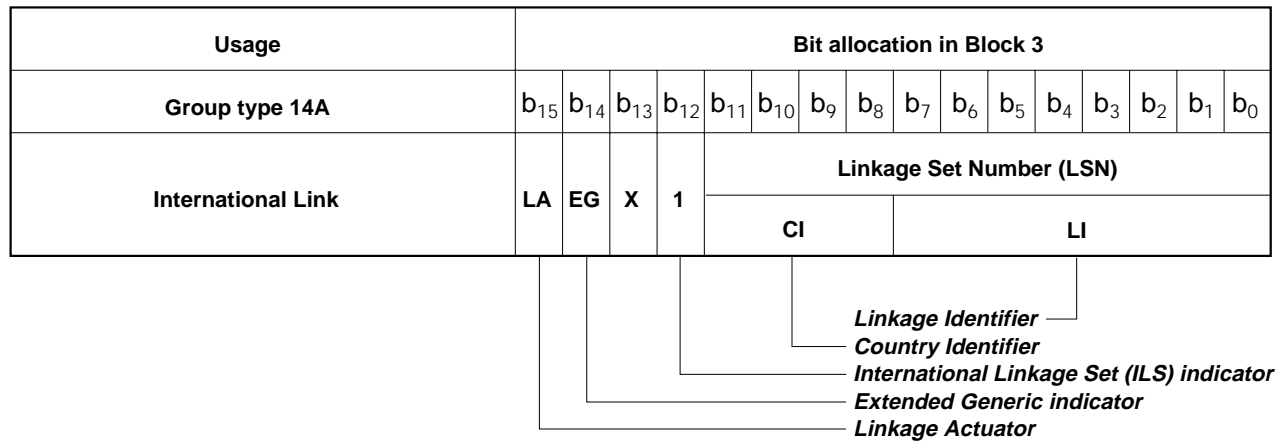 Usage Bit allocation in Block 3
Group type 14A b15 b14 b13 b12 b11 b10 b9 b8 b7 b6 b5 b4 b3 b2 b1 b0
International Link LA EG X 1 Linkage Set Number (LSN)
CI LI
Linkage Identifier
Country Identifier
International Linkage Set (ILS) indicator
Extended Generic indicator
Linkage Actuator